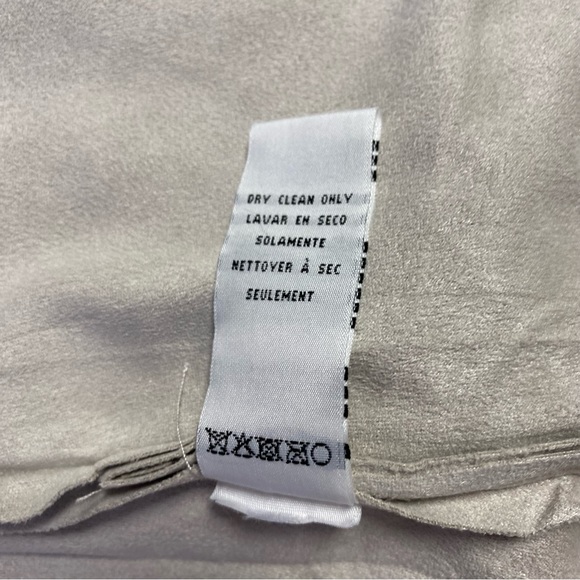 DRY CLEAN ONLY
LAVAR EN SECO
SOLAMENTE
NETTOYER À SEC
SEULEMENT